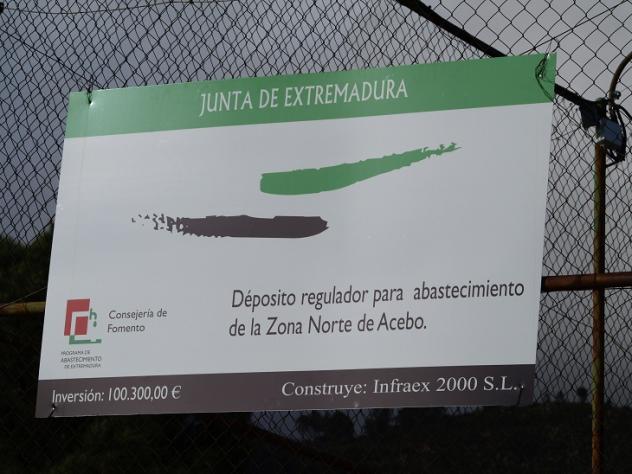 JUNTA DE EXTREMADURA
Déposito regulador para abastecimiento
de la Zona Norte de Acebo.
Consejería de
Fomento
PROGRAMA DE
ABASTECIMIENTO
DE EXTREMADURA
Inversión: 100.300,00 €
Construye: Infraex 2000 S.L.